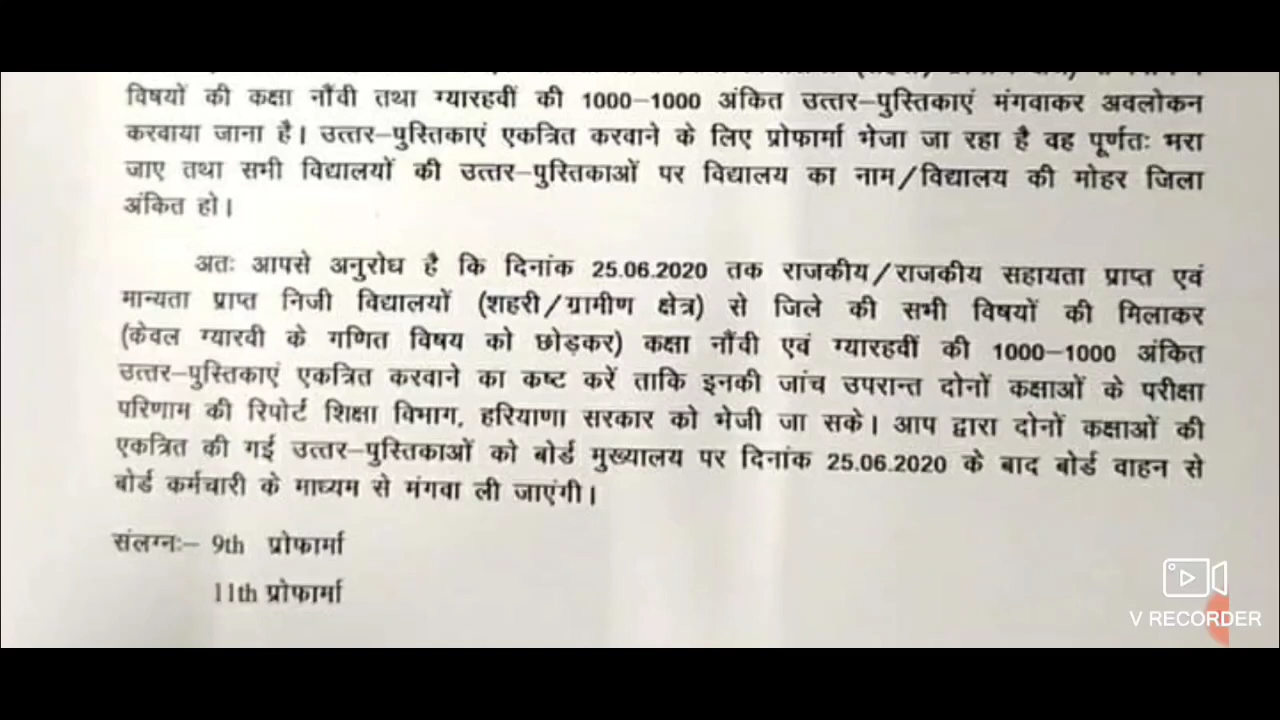 विषयों की कक्षा नौंवी तथा ग्यारहवीं की 1000–1000 अंकित उत्तर–पुस्तिकाएं मंगवाकर अवलोकन
करवाया जाना है। उत्तर–पुस्तिकाएं एकत्रित करवाने के लिए प्रोफार्मा भेजा जा रहा है वह पूर्णतः भरा
जाए तथा सभी विद्यालयों की उत्तर–पुस्तिकाओं पर विद्यालय का नाम/विद्यालय की मोहर जिला
अंकित हो।
अतः आपसे अनुरोध है कि दिनांक 25.06.2020 तक राजकीय/राजकीय सहायता प्राप्त एवं
मान्यता प्राप्त निजी विद्यालयों (शहरी/ग्रामीण क्षेत्र) से जिले की सभी विषयों की मिलाकर
(केवल ग्यारवी के गणित विषय को छोड़कर) कक्षा नौंवी एवं ग्यारहवीं की 1000–1000 अंकित
उत्तर–पुस्तिकाएं एकत्रित करवाने का कष्ट करें ताकि इनकी जांच उपरान्त दोनों कक्षाओं के परीक्षा
परिणाम की रिपोर्ट शिक्षा विभाग, हरियाणा सरकार को भेजी जा सके। आप द्वारा दोनों कक्षाओं की
एकत्रित की गई उत्तर–पुस्तिकाओं को बोर्ड मुख्यालय पर दिनांक 25.06.2020 के बाद बोर्ड वाहन से
बोर्ड कर्मचारी के माध्यम से मंगवा ली जाएंगी।
संलग्नः– 9th प्रोफार्मा
11th प्रोफार्मा
V RECORDER